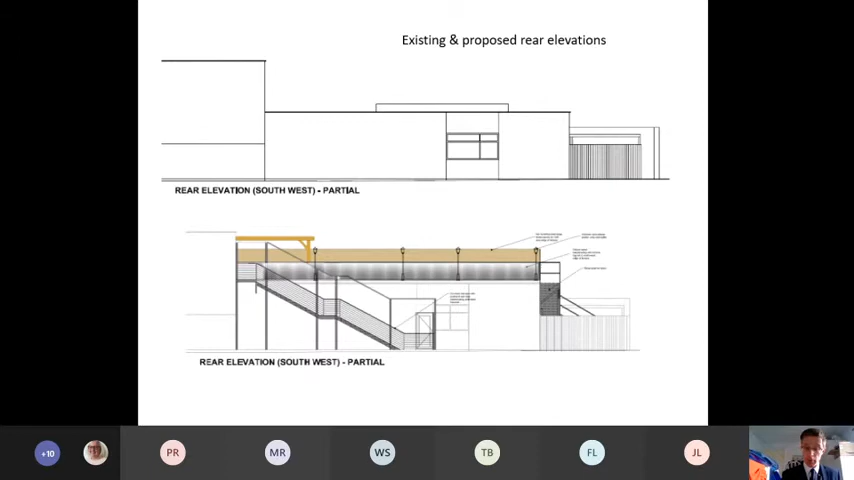 Existing & proposed rear elevations
REAR ELEVATION (SOUTH WEST) - PARTIAL
REAR ELEVATION (SOUTH WEST) - PARTIAL
+10
PR
MR
WS
TB
FL
JL